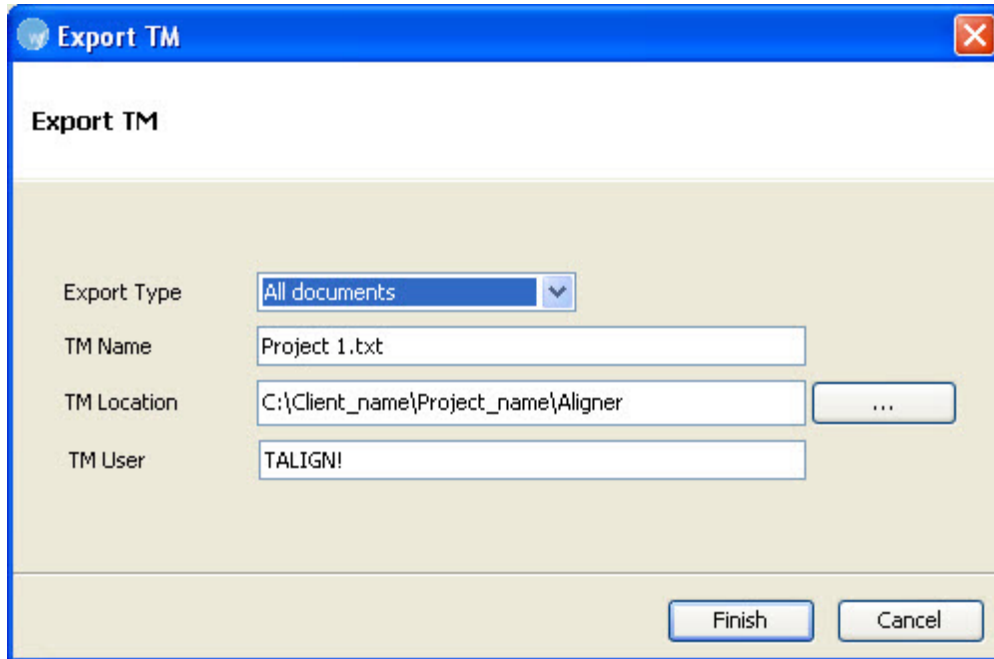 Export TM
Export TM
Export Type All documents
TM Name Project 1.txt
TM Location C:\Client_name\Project_name\Aligner ...
TM User TALIGN!
Finish Cancel